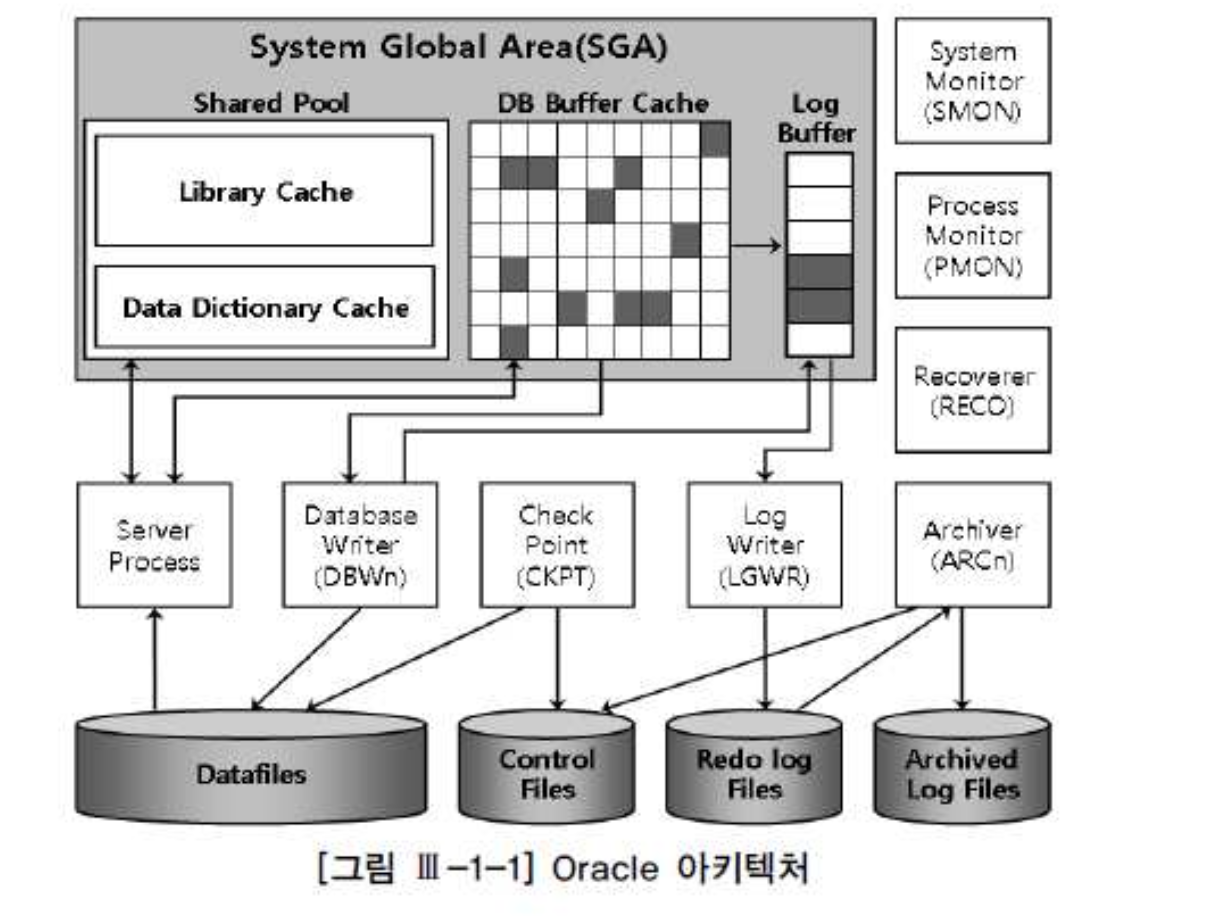 System Global Area(SGA)
Shared Pool
DB Buffer Cache
Log
Buffer
Library Cache
Data Dictionary Cache
System
Monitor
(SMON)
Process
Monitor
(PMON)
Recoverer
(RECO)
Server
Process
Database
Writer
(DBWn)
Check
Point
(CKPT)
Log
Writer
(LGWR)
Archiver
(ARCn)
Datafiles
Control
Files
Redo log
Files
Archived
Log Files
[그림 Ⅲ-1-1] Oracle 아키텍처